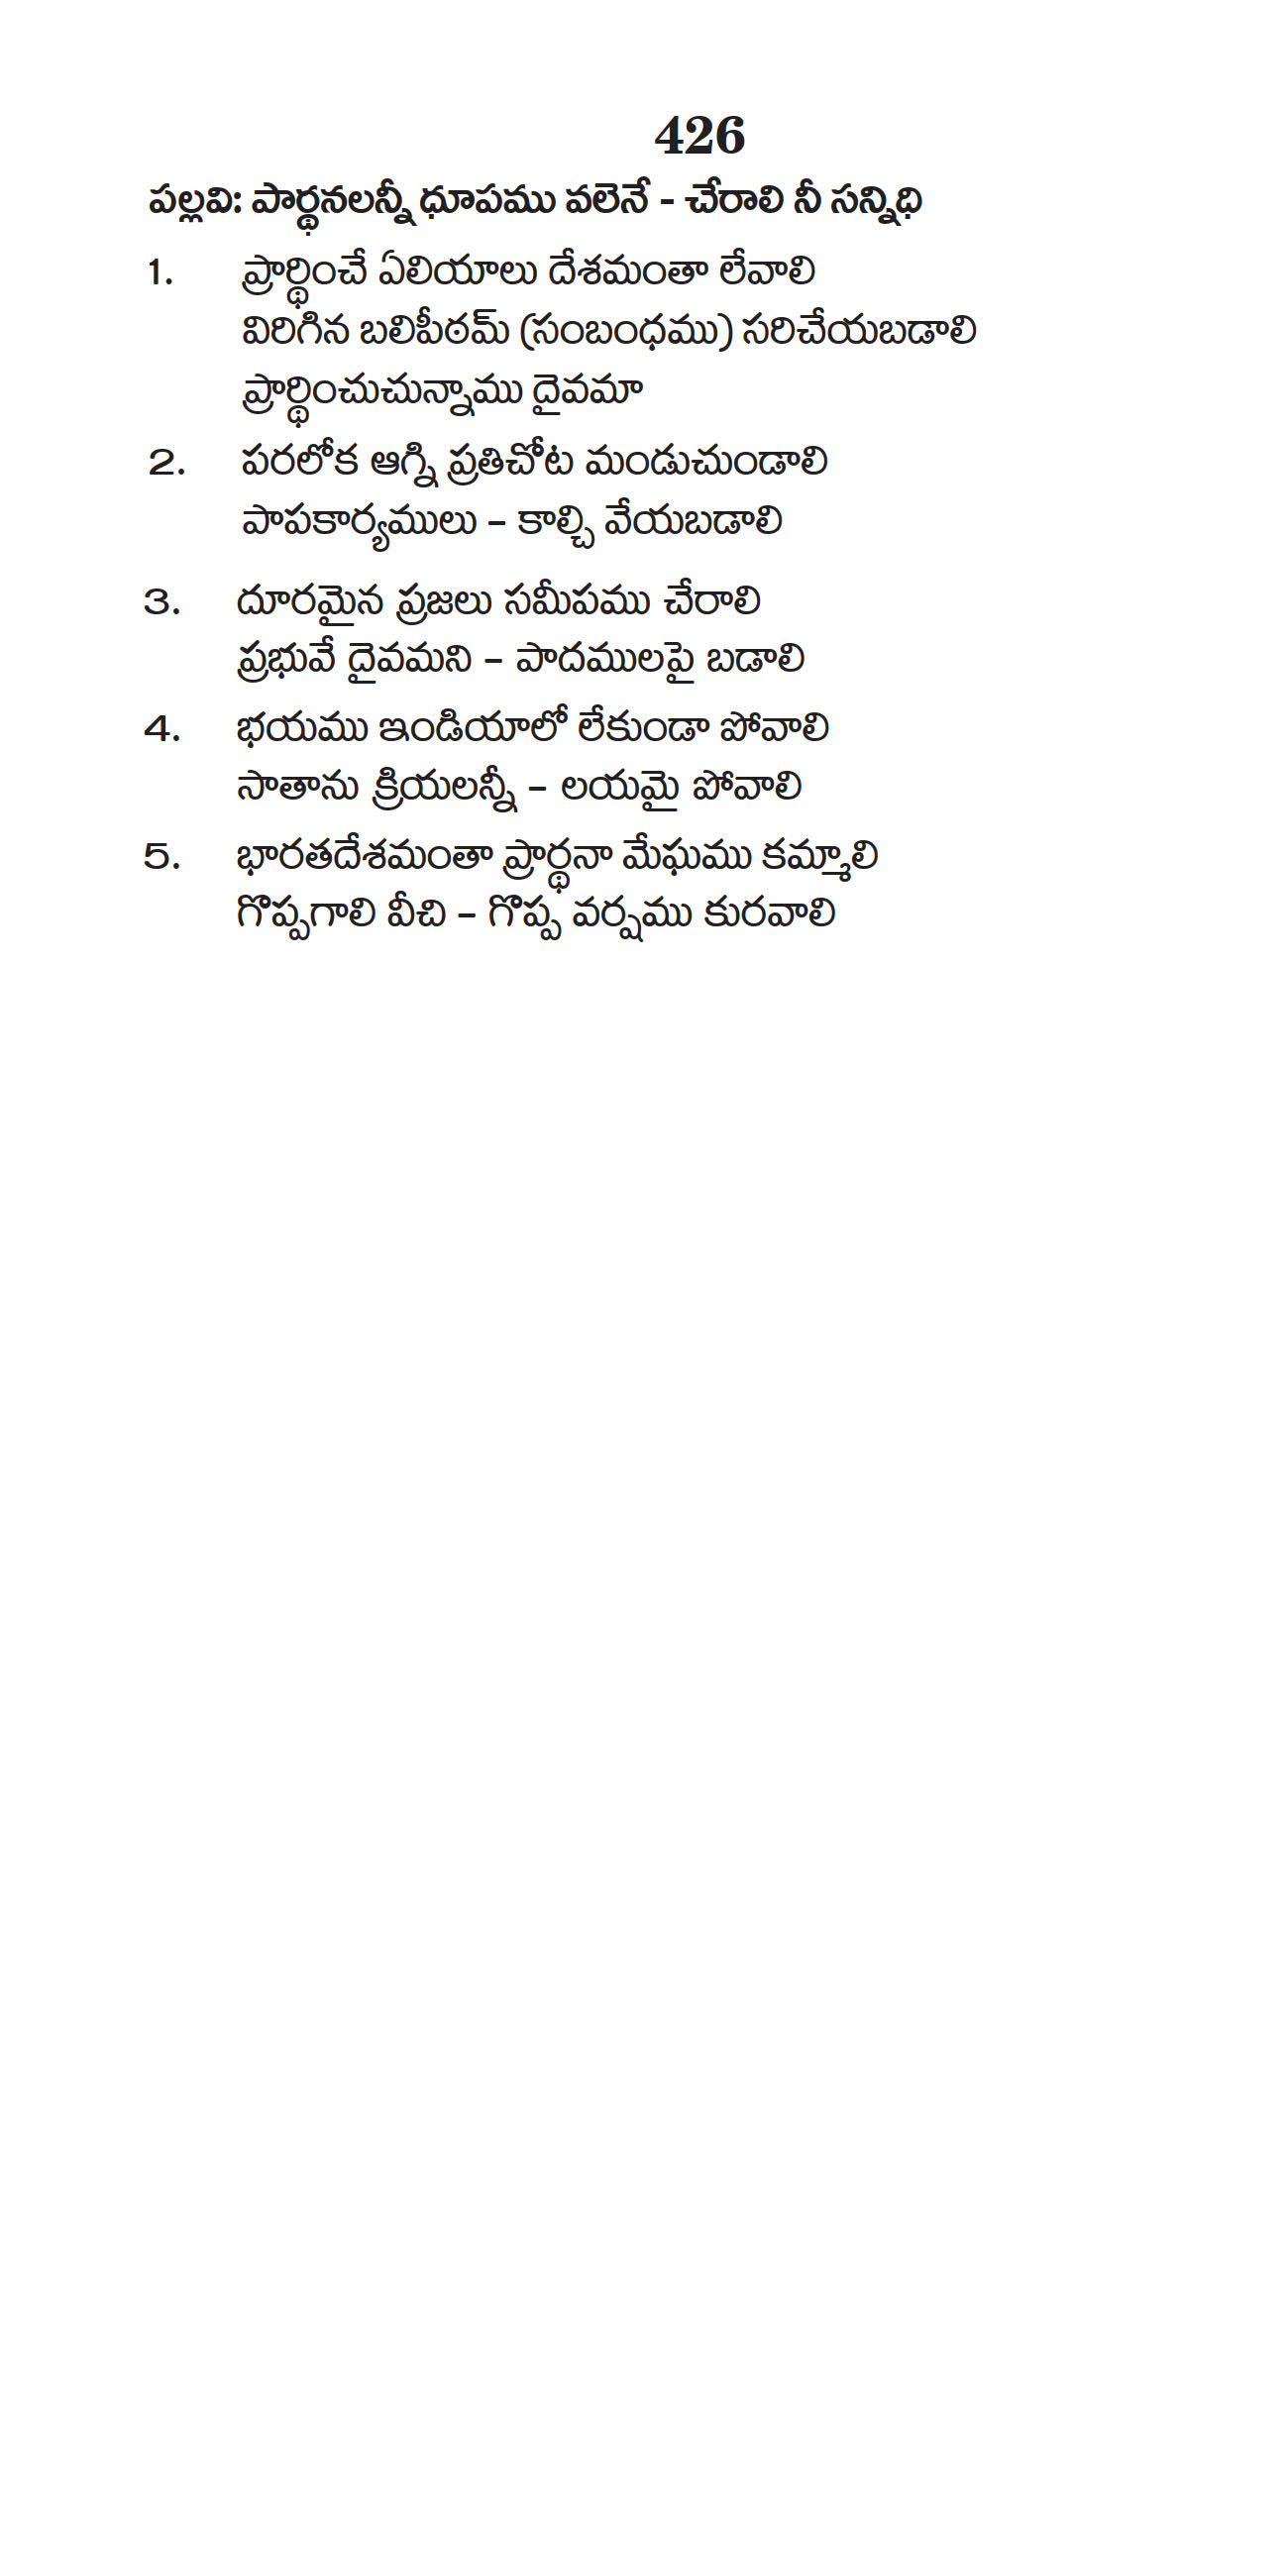 426
పల్లవి: పార్థనలన్నీ ధూపము వలెనే - చేరాలి నీ సన్నిధి
1. ప్రార్థించే ఏలియాలు దేశమంతా లేవాలి
విరిగిన బలిపీఠమ్ (సంబంధము) సరిచేయబడాలి
ప్రార్థించుచున్నాము దైవమా
2. పరలోక ఆగ్ని ప్రతిచోట మండుచుండాలి
పాపకార్యములు – కాల్చి వేయబడాలి
3. దూరమైన ప్రజలు సమీపము చేరాలి
ప్రభువే దైవమని – పాదములపై బడాలి
4. భయము ఇండియాలో లేకుండా పోవాలి
సాతాను క్రియలన్నీ – లయమై పోవాలి
5. భారతదేశమంతా ప్రార్థనా మేఘము కమ్మాలి
గొప్పగాలి వీచి – గొప్ప వర్షము కురవాలి